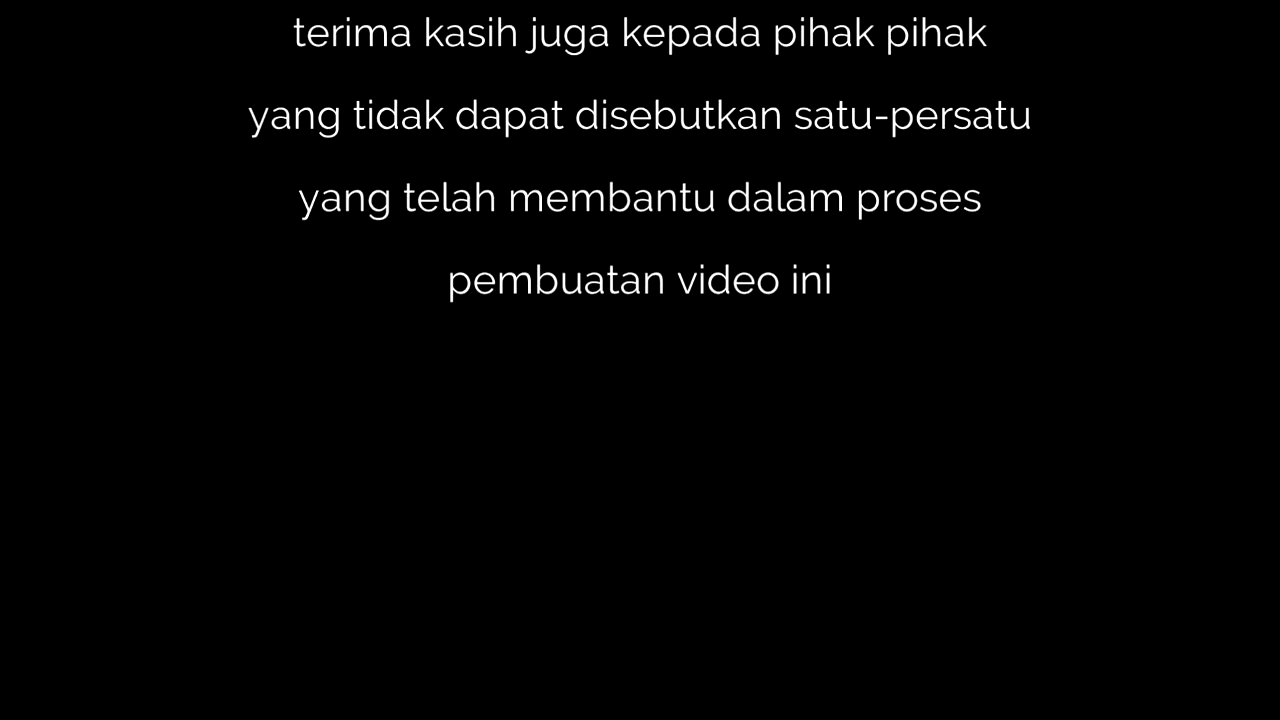 terima kasih juga kepada pihak pihak
yang tidak dapat disebutkan satu-persatu
yang telah membantu dalam proses
pembuatan video ini